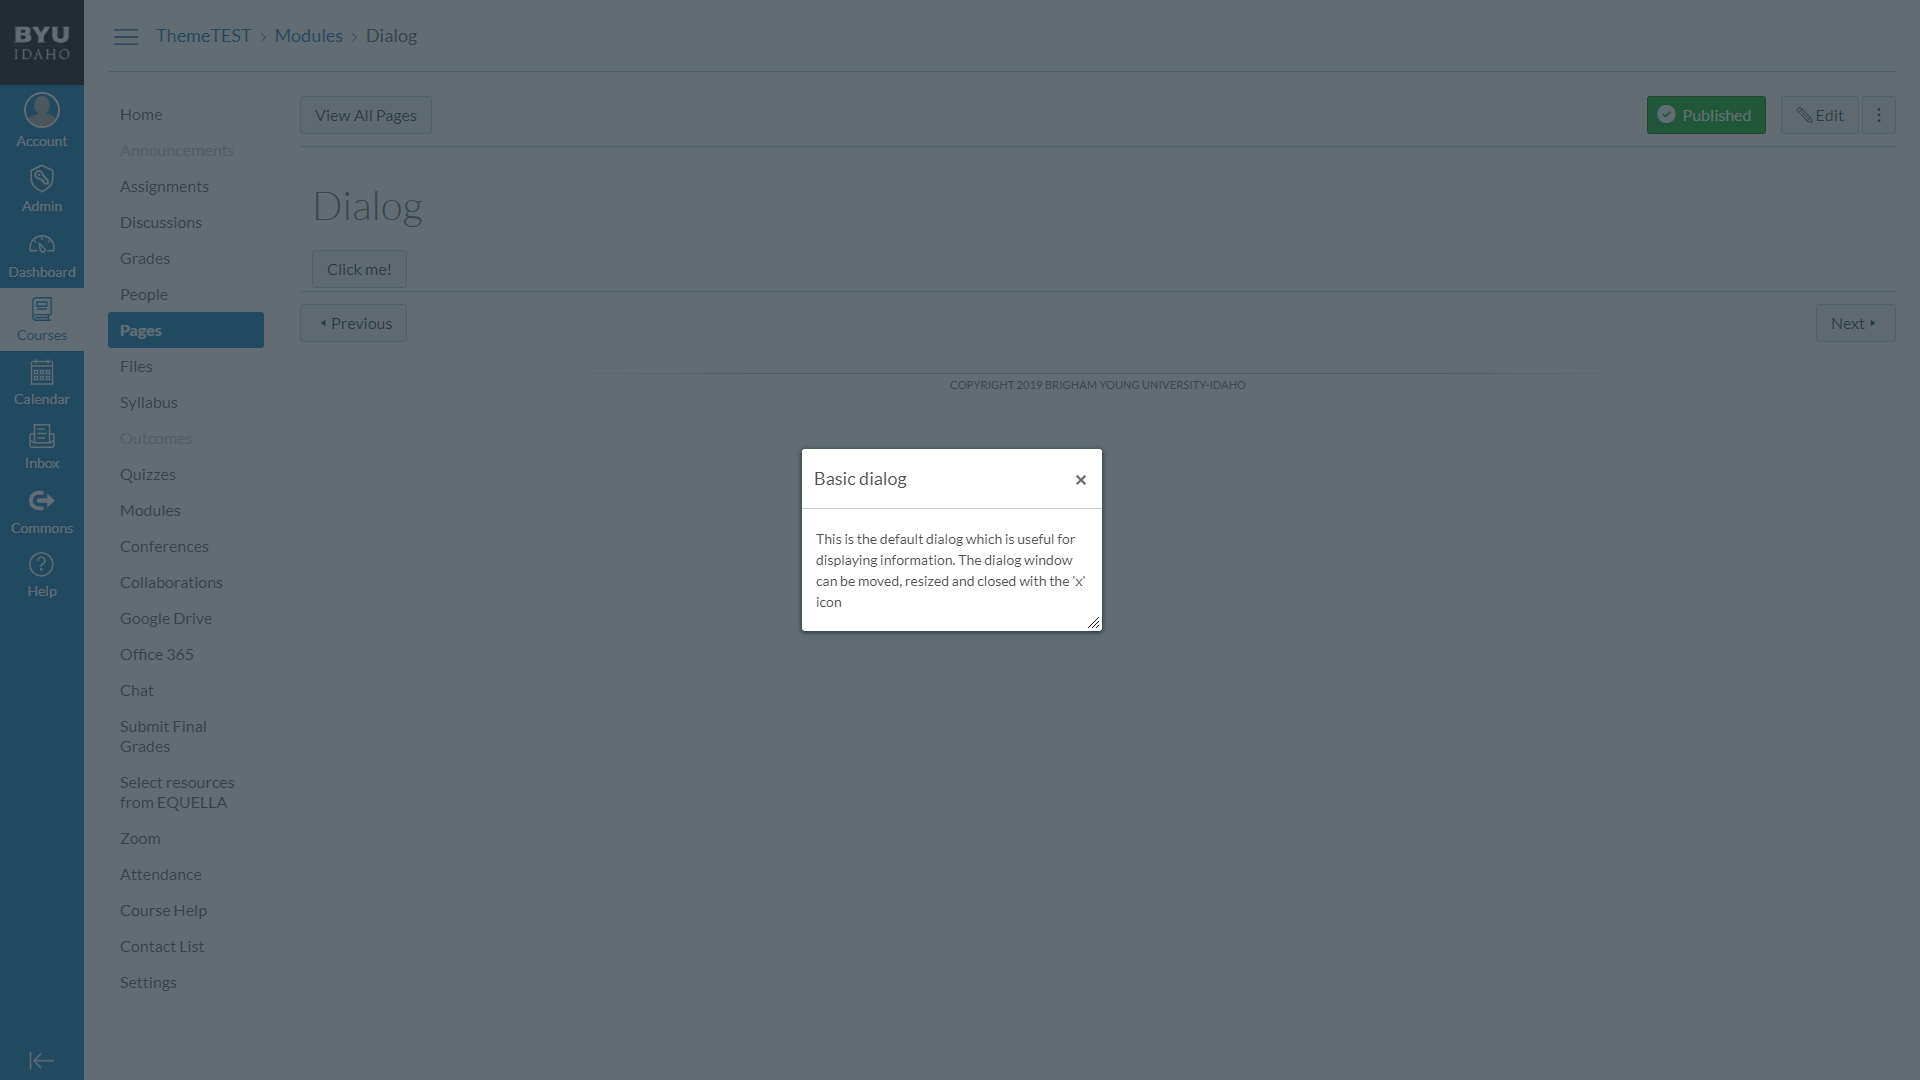 BYU
IDAHO
Account
Admin
Dashboard
Courses
Calendar
Inbox
Commons
Help
ThemeTEST > Modules > Dialog
Home
Announcements
Assignments
Discussions
Grades
People
Pages
Files
Syllabus
Outcomes
Quizzes
Modules
Conferences
Collaborations
Google Drive
Office 365
Chat
Submit Final
Grades
Select resources
from EQUELLA
Zoom
Attendance
Course Help
Contact List
Settings
View All Pages
Published
Edit
Dialog
Click me!
Previous
Next
COPYRIGHT 2019 BRIGHAM YOUNG UNIVERSITY-IDAHO
Basic dialog
×
This is the default dialog which is useful for
displaying information. The dialog window
can be moved, resized and closed with the 'x'
icon